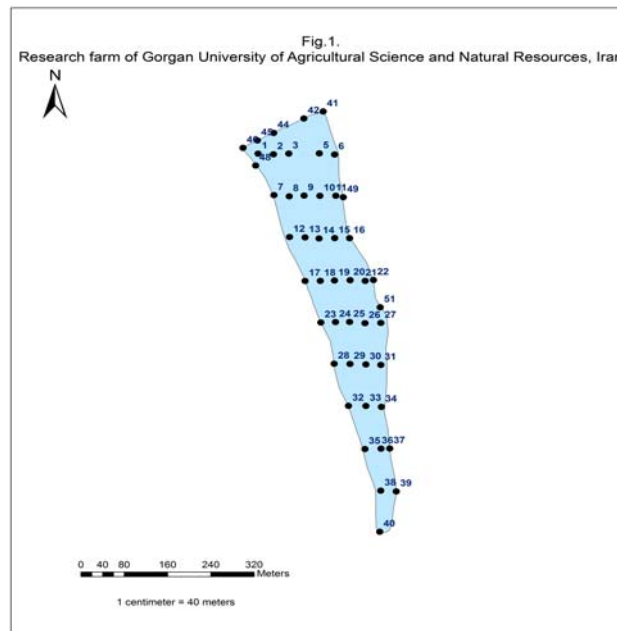 Fig.1.
Research farm of Gorgan University of Agricultural Science and Natural Resources, Iran
N
41
42
44
45
46 1 2 3 5 6
48
7 8 9 10 11 49
12 13 14 15 16
17 18 19 20 21 22
51
23 24 25 26 27
28 29 30 31
32 33 34
35 36 37
38 39
40
0 40 80 160 240 320
Meters
1 centimeter = 40 meters